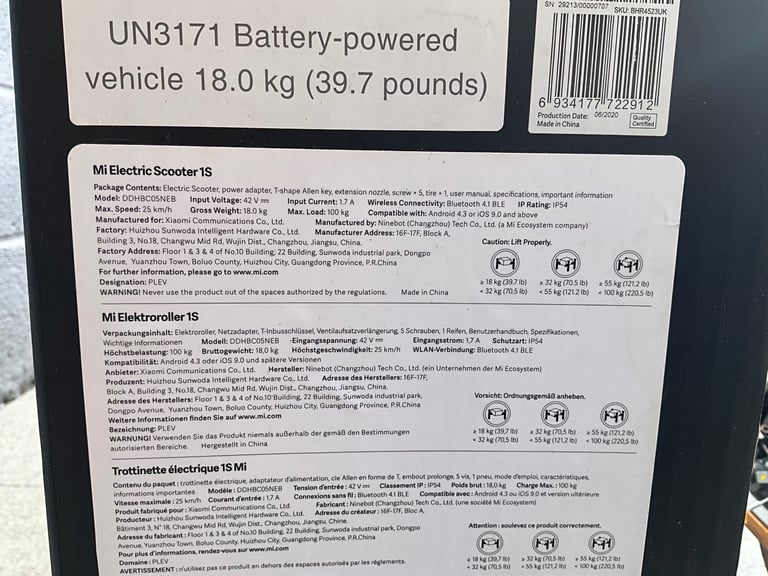 UN3171 Battery-powered
vehicle 18.0 kg (39.7 pounds)
SN: 29213/00000707 SKU: BHR4523UK
6 934177 722912
Production Date: 06/2020
Made in China
Quality
Certified
Mi Electric Scooter 1S
Package Contents: Electric Scooter, power adapter, T-shape Allen key, extension nozzle, screw × 5, tire × 1, user manual, specifications, important information
Model: DDHBC05NEB Input Voltage: 42 V⎓ Input Current: 1.7 A Wireless Connectivity: Bluetooth 4.1 BLE IP Rating: IP54
Max. Speed: 25 km/h Gross Weight: 18.0 kg Max. Load: 100 kg Compatible with: Android 4.3 or iOS 9.0 and above
Manufactured for: Xiaomi Communications Co., Ltd. Manufactured by: Ninebot (Changzhou) Tech Co., Ltd. (a Mi Ecosystem company)
Factory: Huizhou Sunwoda Intelligent Hardware Co., Ltd. Manufacturer Address: 16F-17F, Block A,
Building 3, No.18, Changwu Mid Rd, Wujin Dist., Changzhou, Jiangsu, China.
Factory Address: Floor 1 & 3 & 4 of No.10 Building, 22 Building, Sunwoda industrial park, Dongpo
Avenue, Yuanzhou Town, Boluo County, Huizhou City, Guangdong Province, P.R.China
For further information, please go to www.mi.com
Designation: PLEV
WARNING! Never use the product out of the spaces authorized by the regulations. Made in China
Caution: Lift Properly.
≥ 18 kg (39.7 lb) ≥ 32 kg (70.5 lb) ≥ 55 kg (121.2 lb)
< 32 kg (70.5 lb) < 55 kg (121.2 lb) < 100 kg (220.5 lb)
Mi Elektroroller 1S
Verpackungsinhalt: Elektroroller, Netzadapter, T-Inbusschlüssel, Ventilaufsatzverlängerung, 5 Schrauben, 1 Reifen, Benutzerhandbuch, Spezifikationen,
Wichtige Informationen Modell: DDHBC05NEB Eingangsspannung: 42 V⎓ Eingangsstrom: 1,7 A Schutzart: IP54
Höchstbelastung: 100 kg Bruttogewicht: 18,0 kg Höchstgeschwindigkeit: 25 km/h WLAN-Verbindung: Bluetooth 4.1 BLE
Kompatibilität: Android 4.3 oder iOS 9.0 und spätere Versionen
Anbieter: Xiaomi Communications Co., Ltd. Hersteller: Ninebot (Changzhou) Tech Co., Ltd. (ein Unternehmen der Mi Ecosystem)
Produzent: Huizhou Sunwoda Intelligent Hardware Co., Ltd. Adresse des Herstellers: 16F-17F,
Block A, Building 3, No.18, Changwu Mid Rd, Wujin Dist., Changzhou, Jiangsu, China.
Adresse des Herstellers: Floor 1 & 3 & 4 of No.10 Building, 22 Building, Sunwoda industrial park,
Dongpo Avenue, Yuanzhou Town, Boluo County, Huizhou City, Guangdong Province, P.R.China
Weitere Informationen finden Sie auf www.mi.com
Bezeichnung: PLEV
WARNUNG! Verwenden Sie das Produkt niemals außerhalb der gemäß den Bestimmungen
autorisierten Bereiche. Hergestellt in China
Vorsicht: Ordnungsgemäß anheben.
≥ 18 kg (39,7 lb) ≥ 32 kg (70,5 lb) ≥ 55 kg (121,2 lb)
< 32 kg (70,5 lb) < 55 kg (121,2 lb) < 100 kg (220,5 lb)
Trottinette électrique 1S Mi
Contenu du paquet : trottinette électrique, adaptateur d'alimentation, cle Allen en forme de T, embout prolonge, 5 vis, 1 pneu, mode d'emploi, caractéristiques,
informations importantes Modèle : DDHBC05NEB Tension d'entrée : 42 V⎓ Classement IP : IP54 Poids brut : 18,0 kg Charge Max. : 100 kg
Vitesse maximale : 25 km/h Courant d'entrée : 1,7 A Connexions sans fil : Bluetooth 4.1 BLE Compatible avec : Android 4.3 ou iOS 9.0 et version ultérieure
Produit fabriqué pour : Xiaomi Communications Co., Ltd. Fabricant : Ninebot (Changzhou) Tech Co., Ltd. (une société Mi Ecosystem)
Producteur : Huizhou Sunwoda Intelligent Hardware Co., Ltd. Adresse du créateur : 16F-17F, Bloc A,
Bâtiment 3, N° 18, Changwu Mid Rd, Wujin Dist., Changzhou, Jiangsu, Chine.
Adresse du fabricant : Floor 1 & 3 & 4 of No.10 Building, 22 Building, Sunwoda industrial park, Dongpo
Avenue, Yuanzhou Town, Boluo County, Huizhou City, Guangdong Province, P.R.China
Pour plus d'informations, rendez-vous sur www.mi.com
Domaine : PLEV
AVERTISSEMENT : n'utilisez pas ce produit en dehors des espaces autorisés par les règlements.
Attention : soulevez ce produit correctement.
≥ 18 kg (39,7 lb) ≥ 32 kg (70,5 lb) ≥ 55 kg (121,2 lb)
< 32 kg (70,5 lb) < 55 kg (121,2 lb) < 100 kg (220,5 lb)